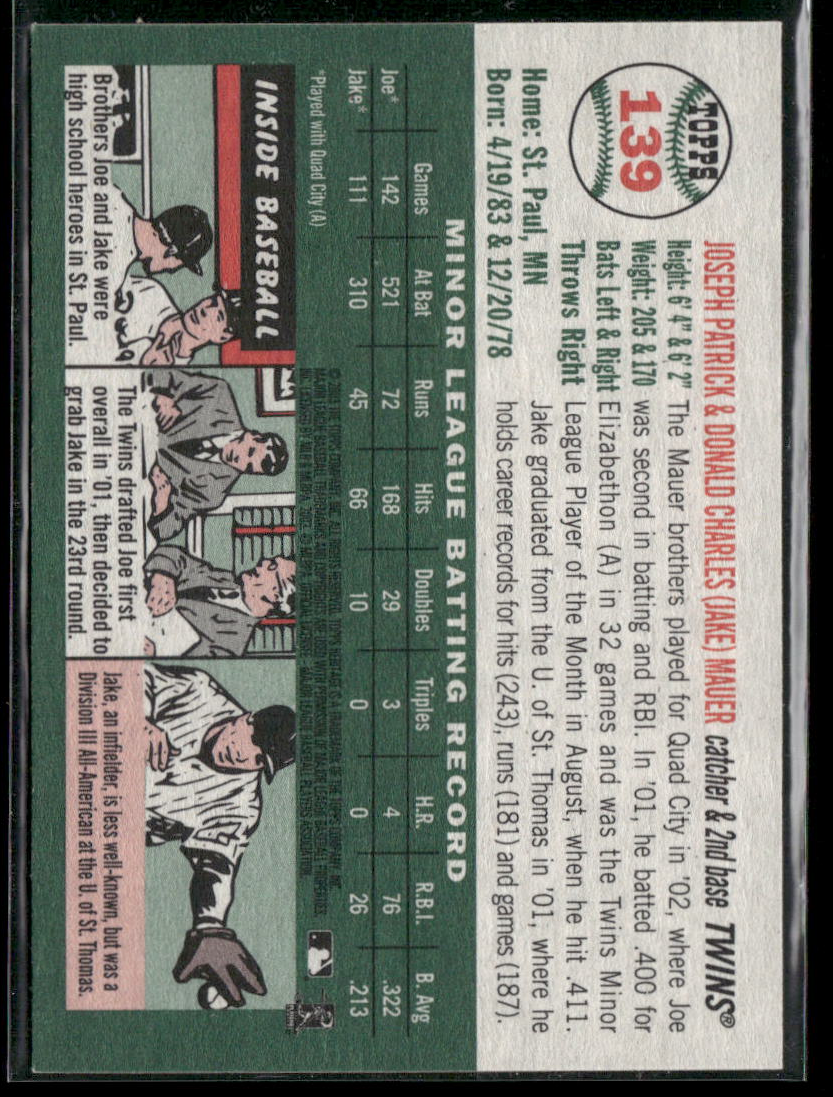 TOPPS
139
JOSEPH PATRICK & DONALD CHARLES (JAKE) MAUER catcher & 2nd base TWINS®
Height: 6' 4" & 6' 2"
Weight: 205 & 170
Bats Left & Right
Throws Right
Home: St. Paul, MN
Born: 4/19/83 & 12/20/78
The Mauer brothers played for Quad City in '02, where Joe
was second in batting and RBI. In '01, he batted .400 for
Elizabethon (A) in 32 games and was the Twins Minor
League Player of the Month in August, when he hit .411.
Jake graduated from the U. of St. Thomas in '01, where he
holds career records for hits (243), runs (181) and games (187).
MINOR LEAGUE BATTING RECORD
Games At Bat Runs Hits Doubles Triples H.R. R.B.I. B. Avg
Joe* 142 521 72 168 29 3 4 76 .322
Jake* 111 310 45 66 10 0 0 26 .213
*Played with Quad City (A)
INSIDE BASEBALL
Brothers Joe and Jake were
high school heroes in St. Paul.
The Twins drafted Joe first
overall in '01, then decided to
grab Jake in the 23rd round.
Jake, an infielder, is less well-known, but was a
Division III All-American at the U. of St. Thomas.